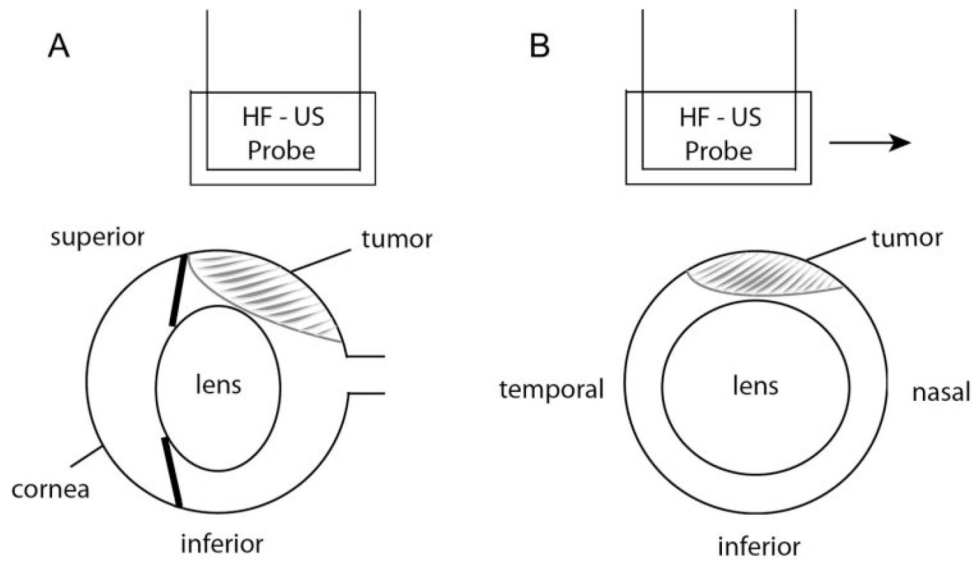 A
HF - US
Probe
superior
tumor
lens
cornea
inferior
B
HF - US
Probe
tumor
temporal
lens
nasal
inferior